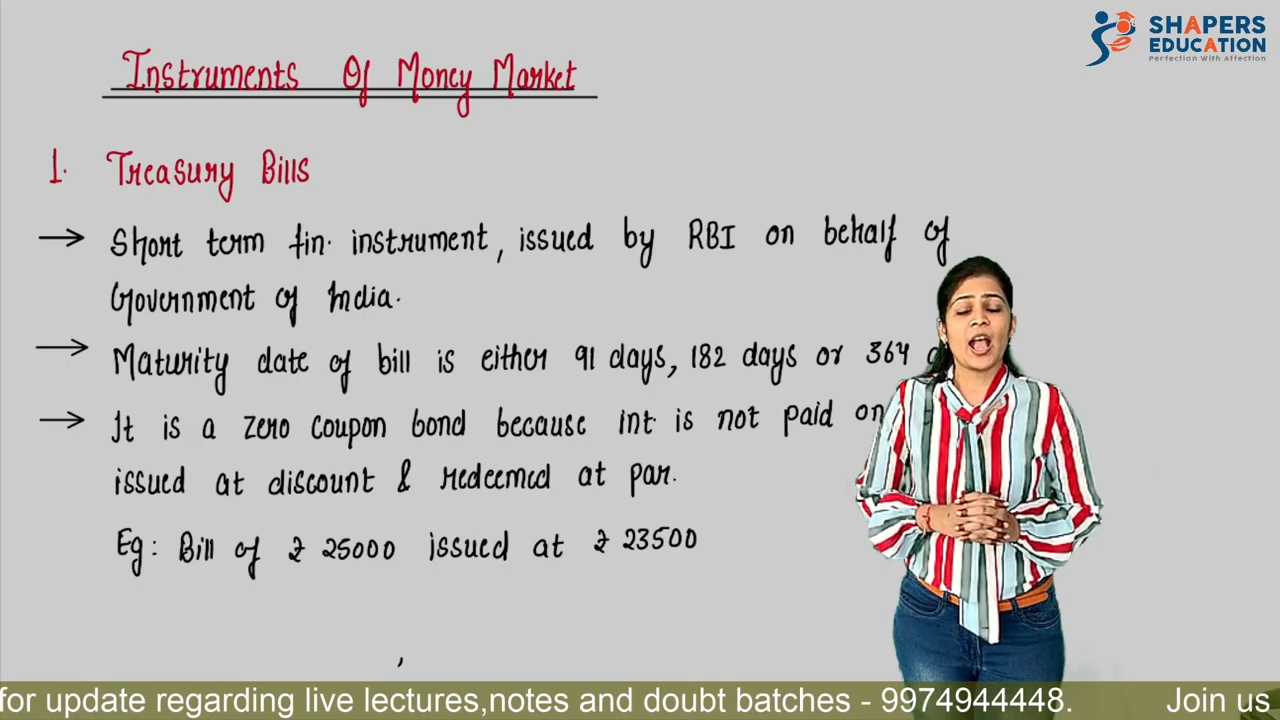 SHAPERS
EDUCATION
Perfection With Affection
Instruments Of Money Market
1. Treasury Bills
→ Short term fin. instrument, issued by RBI on behalf of
Government of India.
→ Maturity date of bill is either 91 days, 182 days or 364
→ It is a zero coupon bond because int is not paid on
issued at discount & redeemed at par.
Eg: Bill of ₹ 25000 issued at ₹ 23500
for update regarding live lectures,notes and doubt batches - 9974944448. Join us